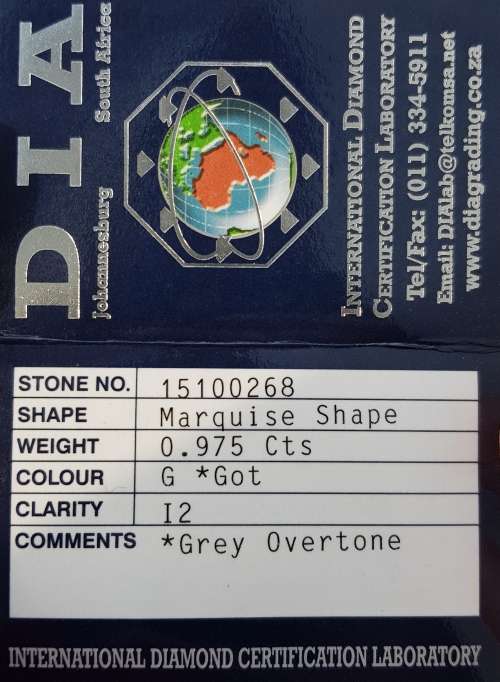 DIA
Johannesburg South Africa
INTERNATIONAL DIAMOND
CERTIFICATION LABORATORY
Tel/Fax: (011) 334-5911
Email: DIAlab@telkomsa.net
www.diagrading.co.za
STONE NO. 15100268
SHAPE Marquise Shape
WEIGHT 0.975 Cts
COLOUR G *Got
CLARITY I2
COMMENTS *Grey Overtone
INTERNATIONAL DIAMOND CERTIFICATION LABORATORY